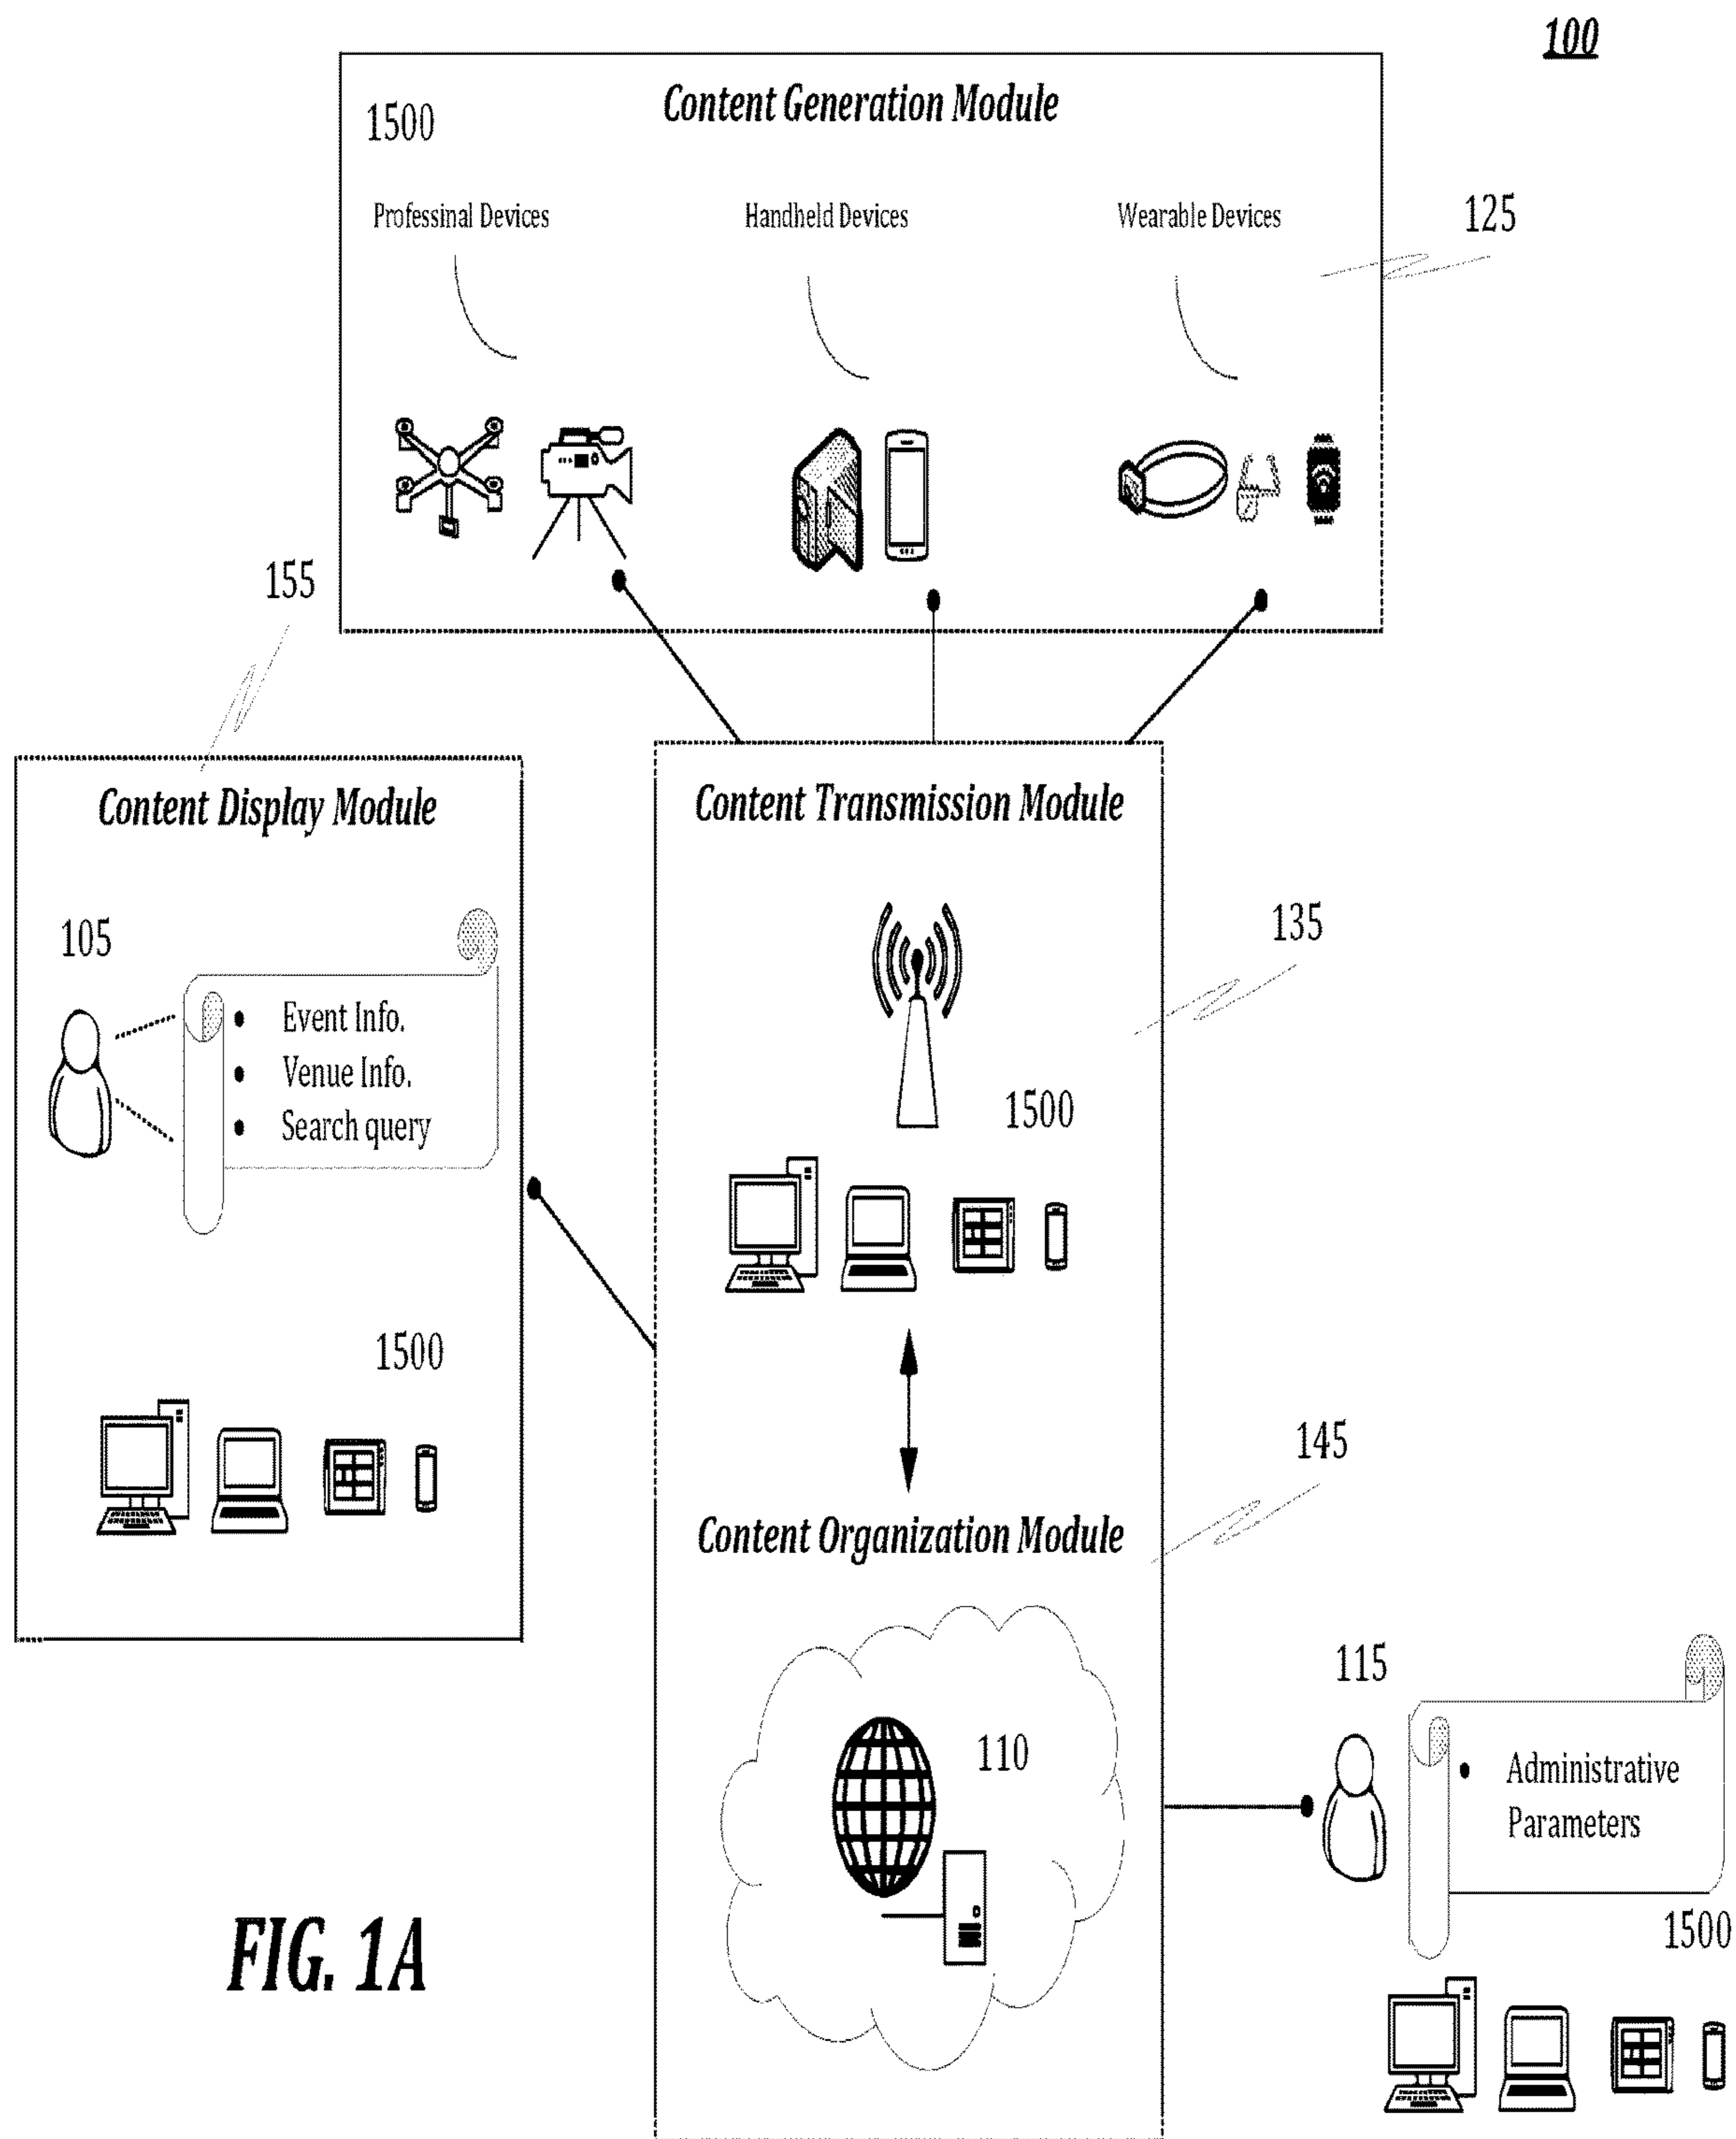 100
Content Generation Module
1500
Professinal Devices
Handheld Devices
Wearable Devices
125
155
Content Display Module
105
• Event Info.
• Venue Info.
• Search query
1500
Content Transmission Module
135
1500
145
Content Organization Module
110
115
• Administrative
Parameters
1500
FIG. 1A